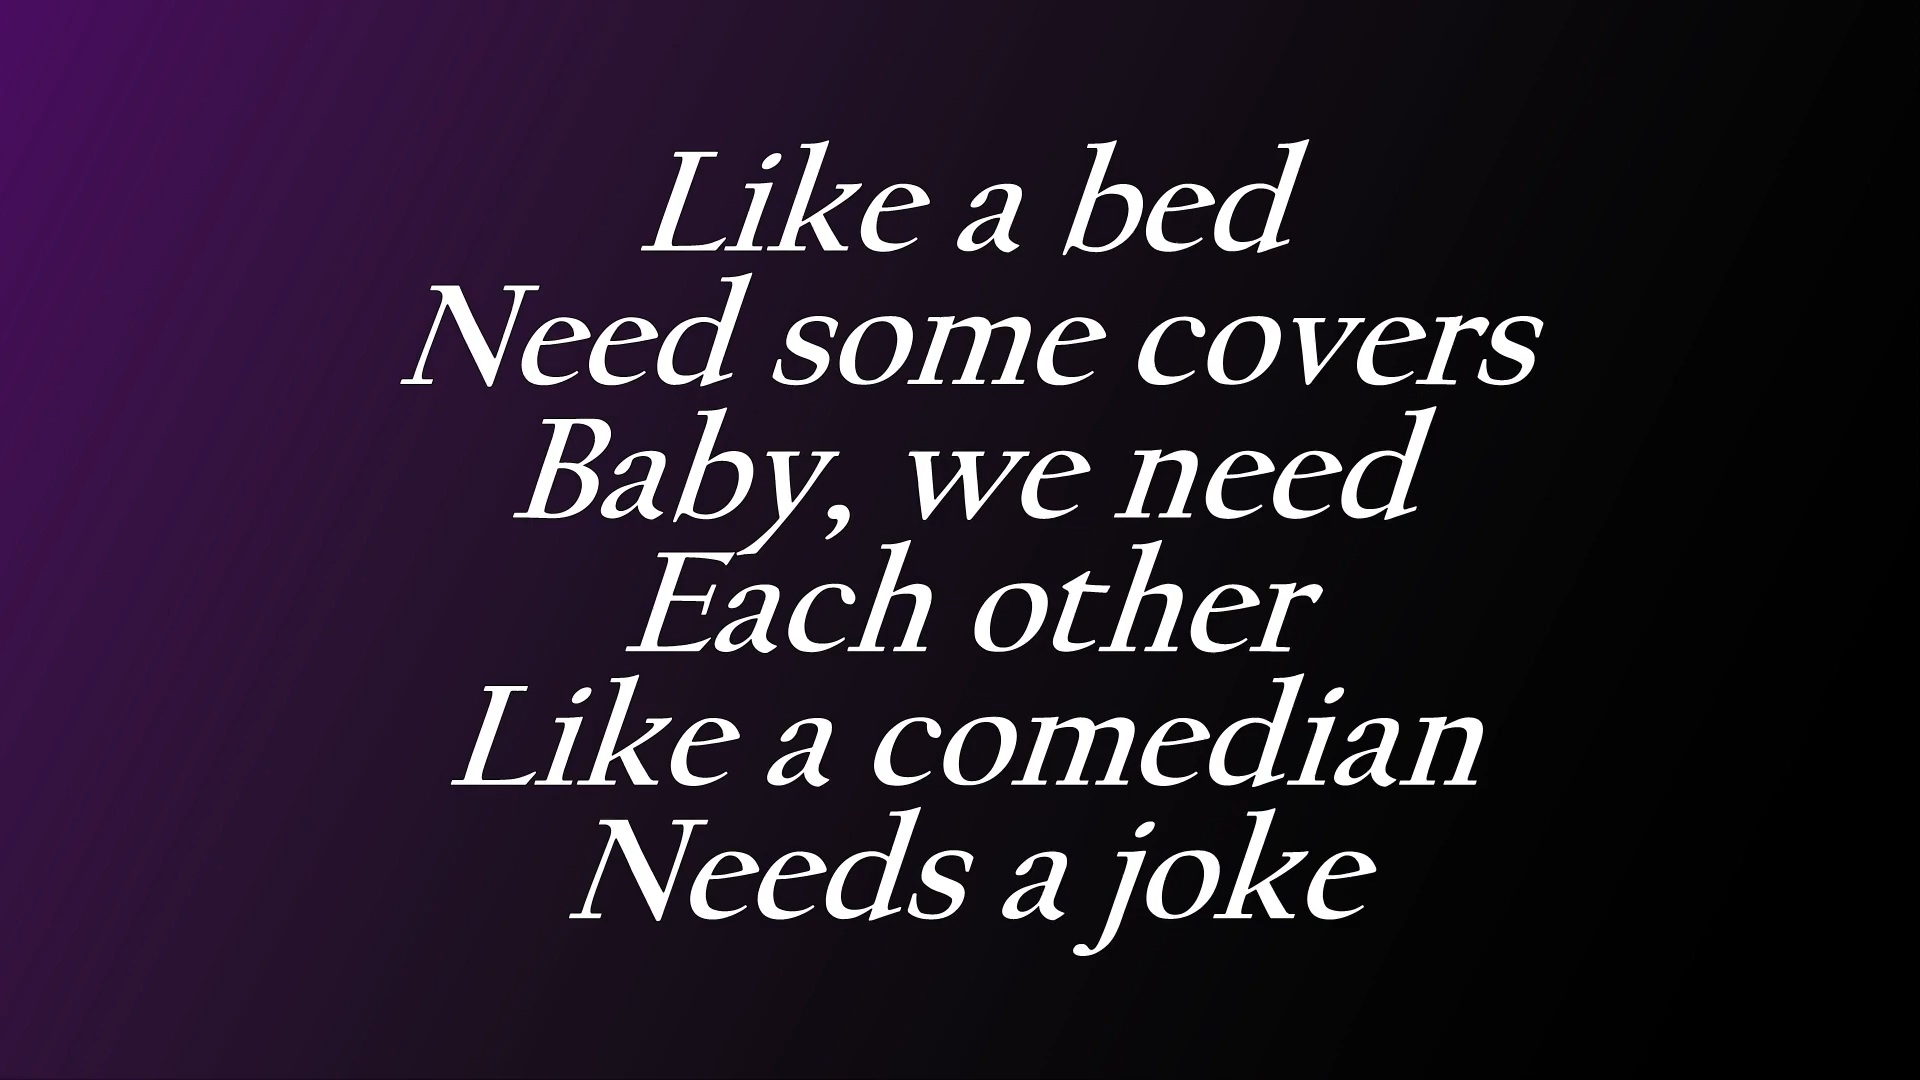 Like a bed
Need some covers
Baby, we need
Each other
Like a comedian
Needs a joke